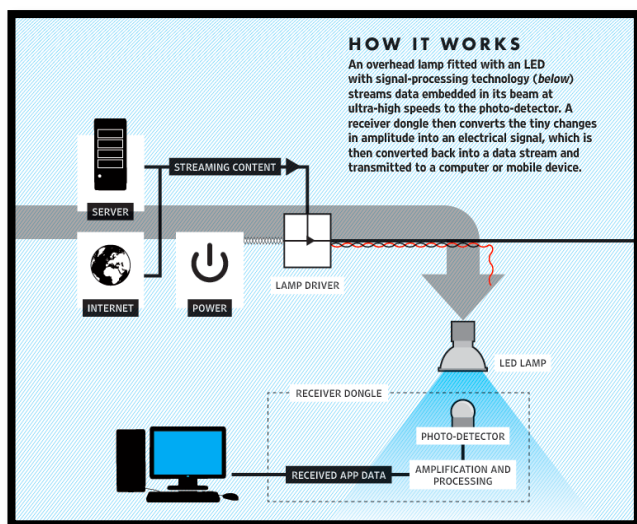 HOW IT WORKS
An overhead lamp fitted with an LED
with signal-processing technology (below)
streams data embedded in its beam at
ultra-high speeds to the photo-detector. A
receiver dongle then converts the tiny changes
in amplitude into an electrical signal, which is
then converted back into a data stream and
transmitted to a computer or mobile device.
STREAMING CONTENT
SERVER
INTERNET
POWER
LAMP DRIVER
LED LAMP
RECEIVER DONGLE
PHOTO-DETECTOR
RECEIVED APP DATA
AMPLIFICATION AND
PROCESSING